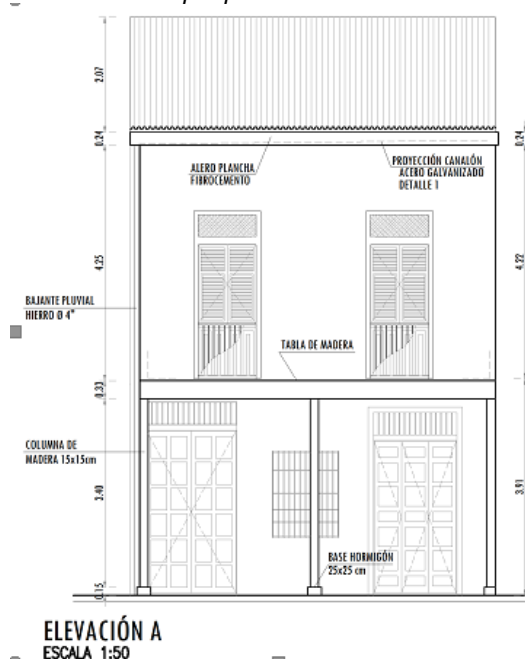 2.07
0.24
0.24
ALERO PLANCHA
FIBROCEMENTO
PROYECCIÓN CANALÓN
ACERO GALVANIZADO
DETALLE 1
4.25
4.22
BAJANTE PLUVIAL
HIERRO Ø 4"
TABLA DE MADERA
0.33
COLUMNA DE
MADERA 15x15cm
3.40
3.91
BASE HORMIGÓN
25x25 cm
0.15
ELEVACIÓN A
ESCALA 1:50